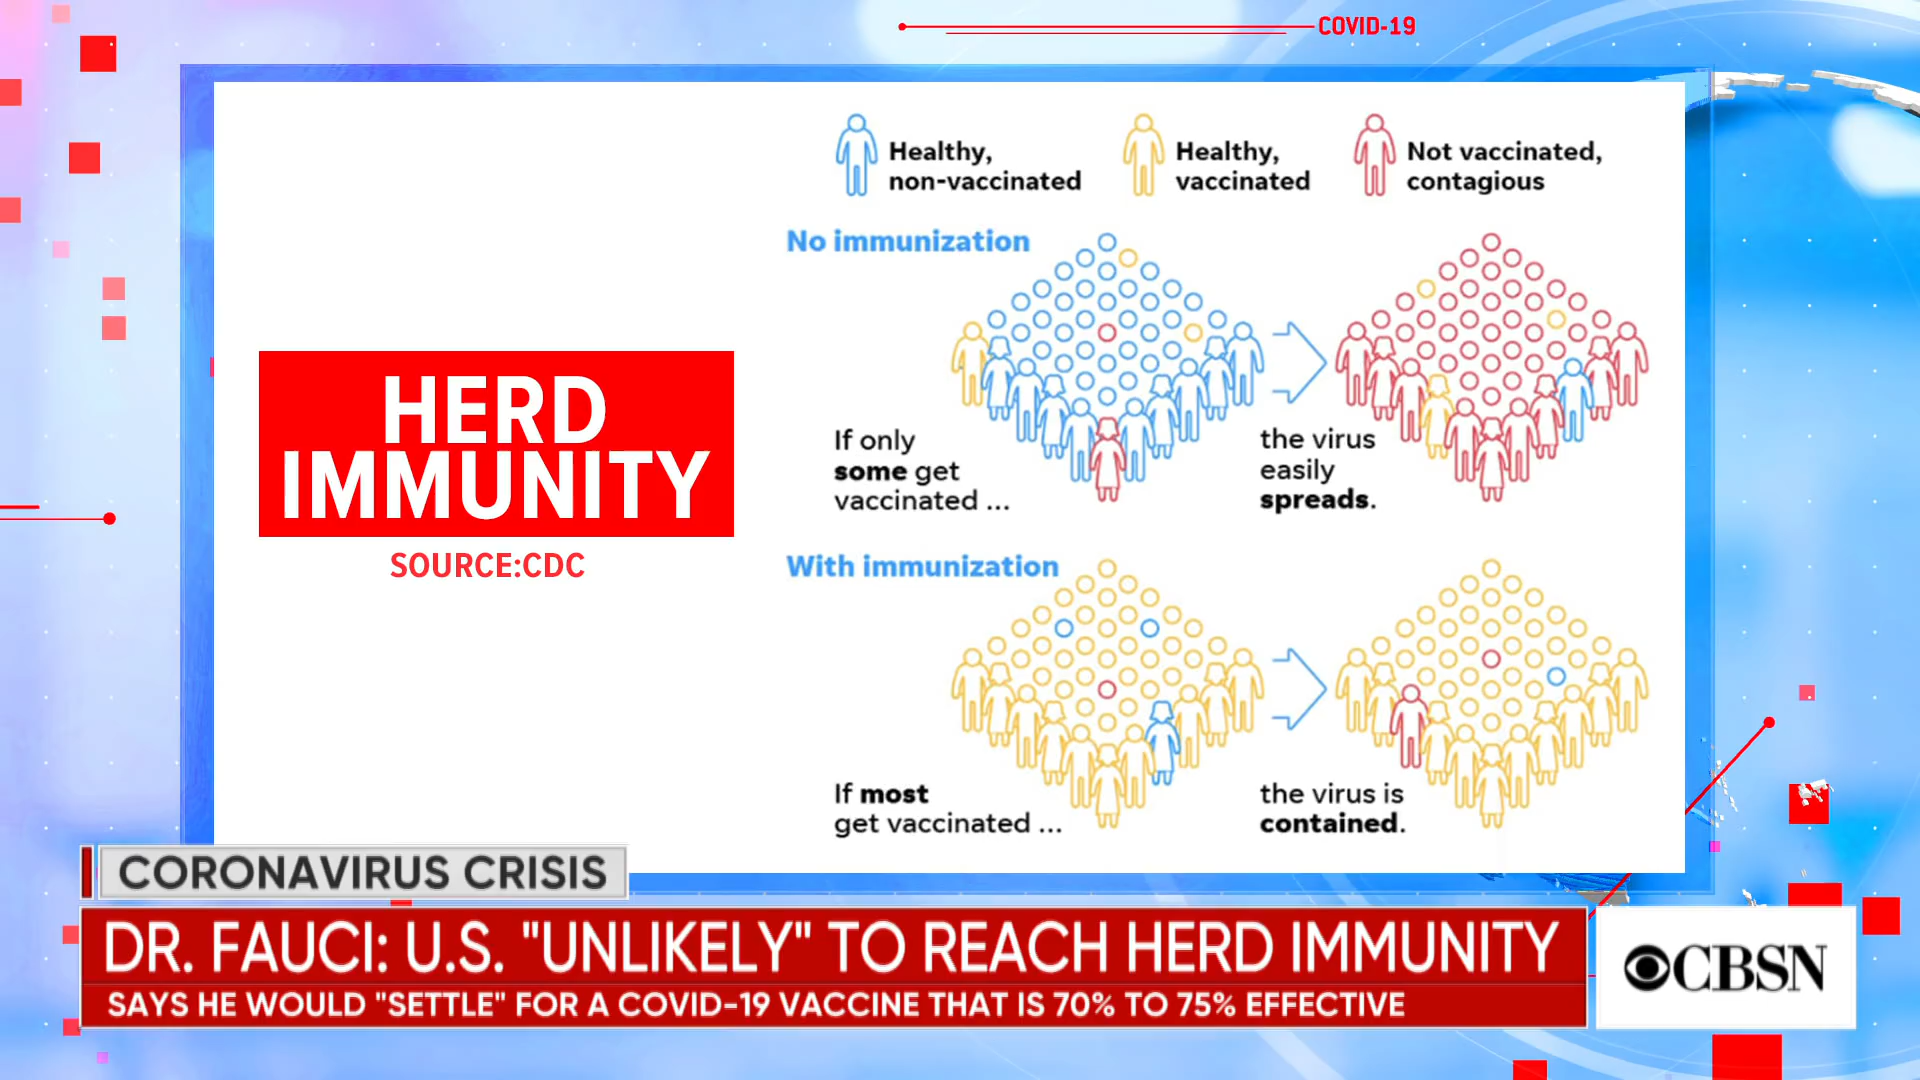 COVID-19
Healthy,
non-vaccinated
Healthy,
vaccinated
Not vaccinated,
contagious
No immunization
If only
some get
vaccinated ...
the virus
easily
spreads.
HERD
IMMUNITY
SOURCE:CDC
With immunization
If most
get vaccinated ...
the virus is
contained.
CORONAVIRUS CRISIS
DR. FAUCI: U.S. "UNLIKELY" TO REACH HERD IMMUNITY
SAYS HE WOULD "SETTLE" FOR A COVID-19 VACCINE THAT IS 70% TO 75% EFFECTIVE
CBSN